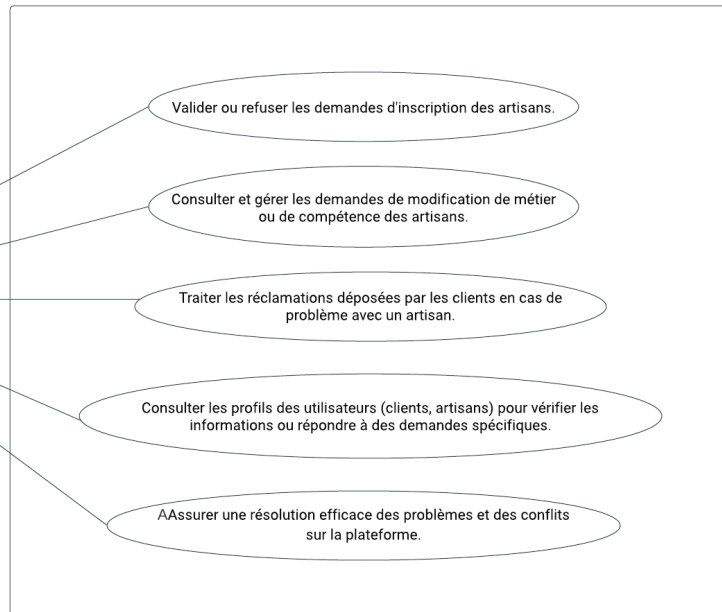 Valider ou refuser les demandes d'inscription des artisans.
Consulter et gérer les demandes de modification de métier
ou de compétence des artisans.
Traiter les réclamations déposées par les clients en cas de
problème avec un artisan.
Consulter les profils des utilisateurs (clients, artisans) pour vérifier les
informations ou répondre à des demandes spécifiques.
AAssurer une résolution efficace des problèmes et des conflits
sur la plateforme.